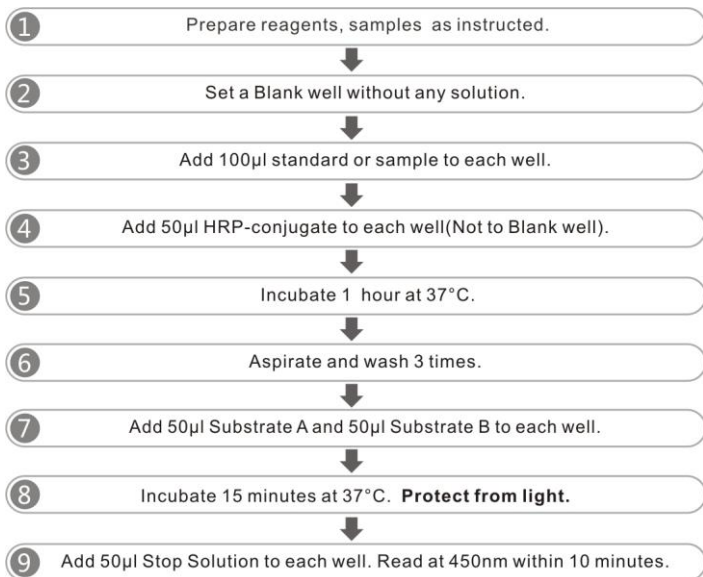 1 Prepare reagents, samples as instructed.
2 Set a Blank well without any solution.
3 Add 100µl standard or sample to each well.
4 Add 50µl HRP-conjugate to each well(Not to Blank well).
5 Incubate 1 hour at 37°C.
6 Aspirate and wash 3 times.
7 Add 50µl Substrate A and 50µl Substrate B to each well.
8 Incubate 15 minutes at 37°C. Protect from light.
9 Add 50µl Stop Solution to each well. Read at 450nm within 10 minutes.